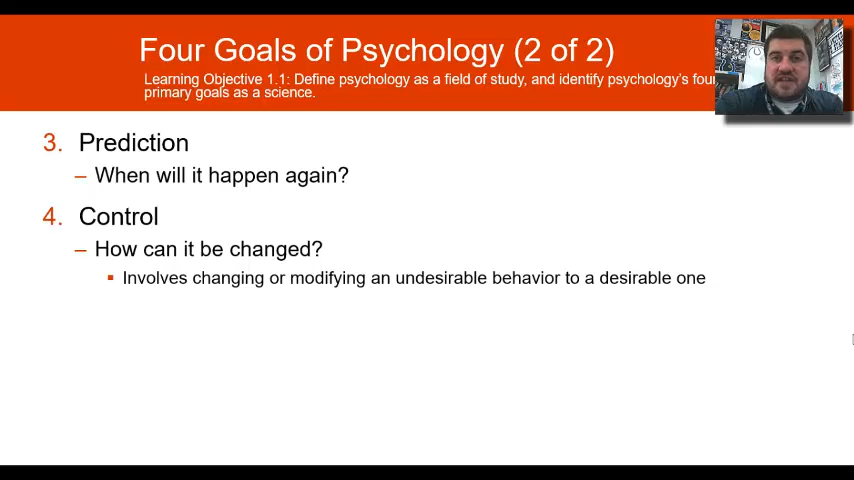 Four Goals of Psychology (2 of 2)
Learning Objective 1.1: Define psychology as a field of study, and identify psychology's four
primary goals as a science.
3. Prediction
– When will it happen again?
4. Control
– How can it be changed?
▪ Involves changing or modifying an undesirable behavior to a desirable one